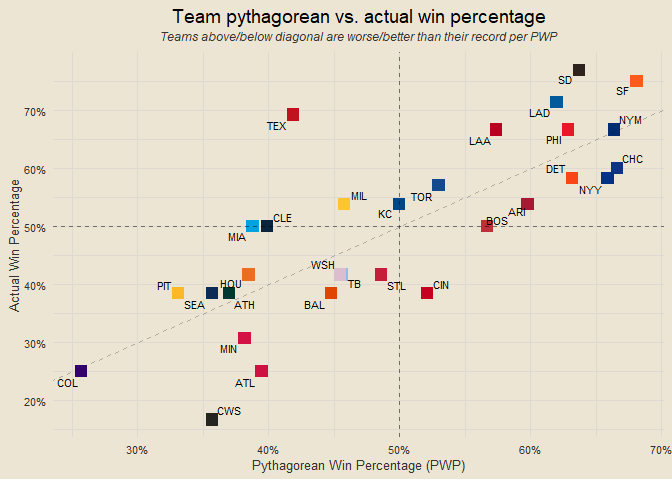 Team pythagorean vs. actual win percentage
Teams above/below diagonal are worse/better than their record per PWP
SD
SF
70%
LAD
NYM
TEX
LAA
PHI
60%
DET
CHC
NYY
MIL
TOR
KC
ARI
BOS
50%
CLE
MIA
WSH
40%
PIT
HOU
TB
STL
CIN
SEA
ATH
BAL
30%
MIN
COL
ATL
20%
CWS
Actual Win Percentage
30%
40%
50%
60%
70%
Pythagorean Win Percentage (PWP)